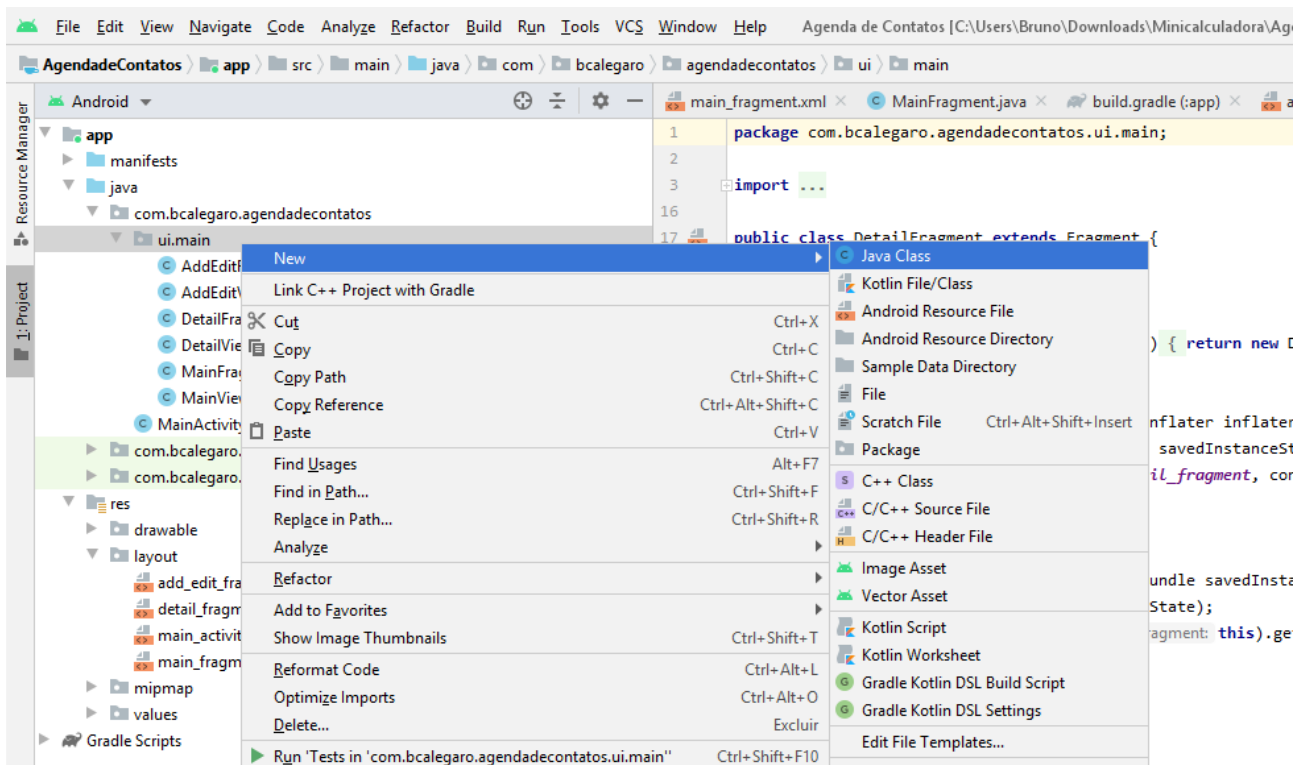 File Edit View Navigate Code Analyze Refactor Build Run Tools VCS Window Help Agenda de Contatos [C:\Users\Bruno\Downloads\Minicalculadora\Age
AgendadeContatos app src main java com bcalegaro agendadecontatos ui main
Android
main_fragment.xml MainFragment.java build.gradle (:app) a
Resource Manager
1: Project
app
manifests
java
com.bcalegaro.agendadecontatos
ui.main
AddEditF
AddEditV
DetailFra
DetailVie
MainFrag
MainView
MainActivity
com.bcalegaro.
com.bcalegaro.
res
drawable
layout
add_edit_fra
detail_fragm
main_activit
main_fragm
mipmap
values
Gradle Scripts
New
Link C++ Project with Gradle
Cut Ctrl+X
Copy Ctrl+C
Copy Path Ctrl+Shift+C
Copy Reference Ctrl+Alt+Shift+C
Paste Ctrl+V
Find Usages Alt+F7
Find in Path... Ctrl+Shift+F
Replace in Path... Ctrl+Shift+R
Analyze
Refactor
Add to Favorites
Show Image Thumbnails Ctrl+Shift+T
Reformat Code Ctrl+Alt+L
Optimize Imports Ctrl+Alt+O
Delete... Excluir
Run 'Tests in 'com.bcalegaro.agendadecontatos.ui.main'' Ctrl+Shift+F10
Java Class
Kotlin File/Class
Android Resource File
Android Resource Directory
Sample Data Directory
File
Scratch File Ctrl+Alt+Shift+Insert
Package
C++ Class
C/C++ Source File
C/C++ Header File
Image Asset
Vector Asset
Kotlin Script
Kotlin Worksheet
Gradle Kotlin DSL Build Script
Gradle Kotlin DSL Settings
Edit File Templates...
1 package com.bcalegaro.agendadecontatos.ui.main;
2
3 import ...
16
17 public class DetailFragment extends Fragment {
) { return new D
nflater inflater
savedInstanceSt
il_fragment, con
undle savedInsta
State);
ragment: this).get